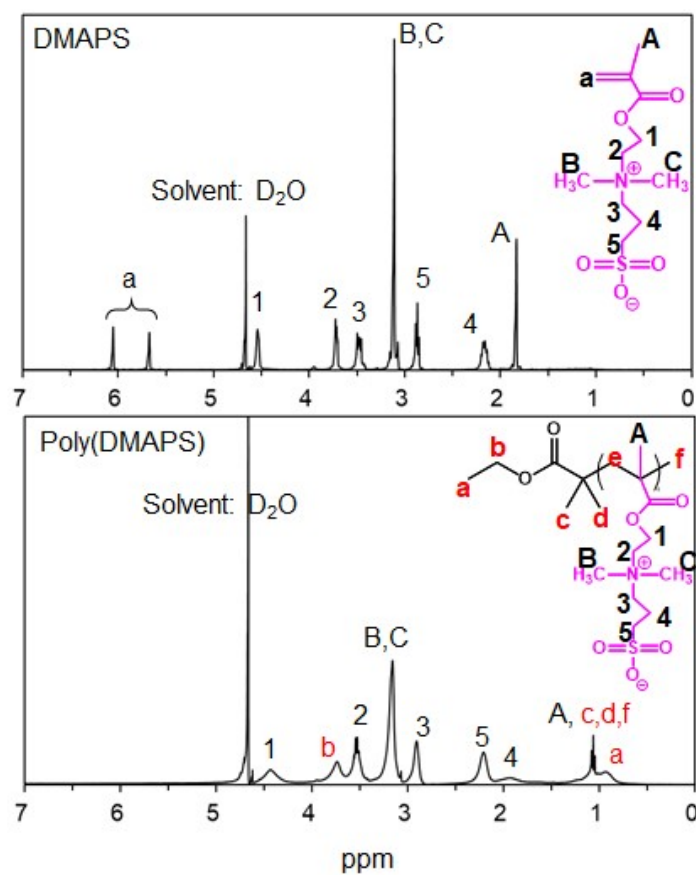 DMAPS
B,C
A
a
O
O
1
2
B
C
H₃C
N
⊕
CH₃
3
4
5
O=S=O
O⊖
Solvent: D₂O
a
1
2
3
5
4
A
7 6 5 4 3 2 1 0
Poly(DMAPS)
O
b
O
a
c
d
e
A
f
O
O
1
2
B
C
H₃C
N
⊕
CH₃
3
4
5
O=S=O
O⊖
Solvent: D₂O
B,C
1
b
2
3
5
4
A, c,d,f
a
7 6 5 4 3 2 1 0
ppm